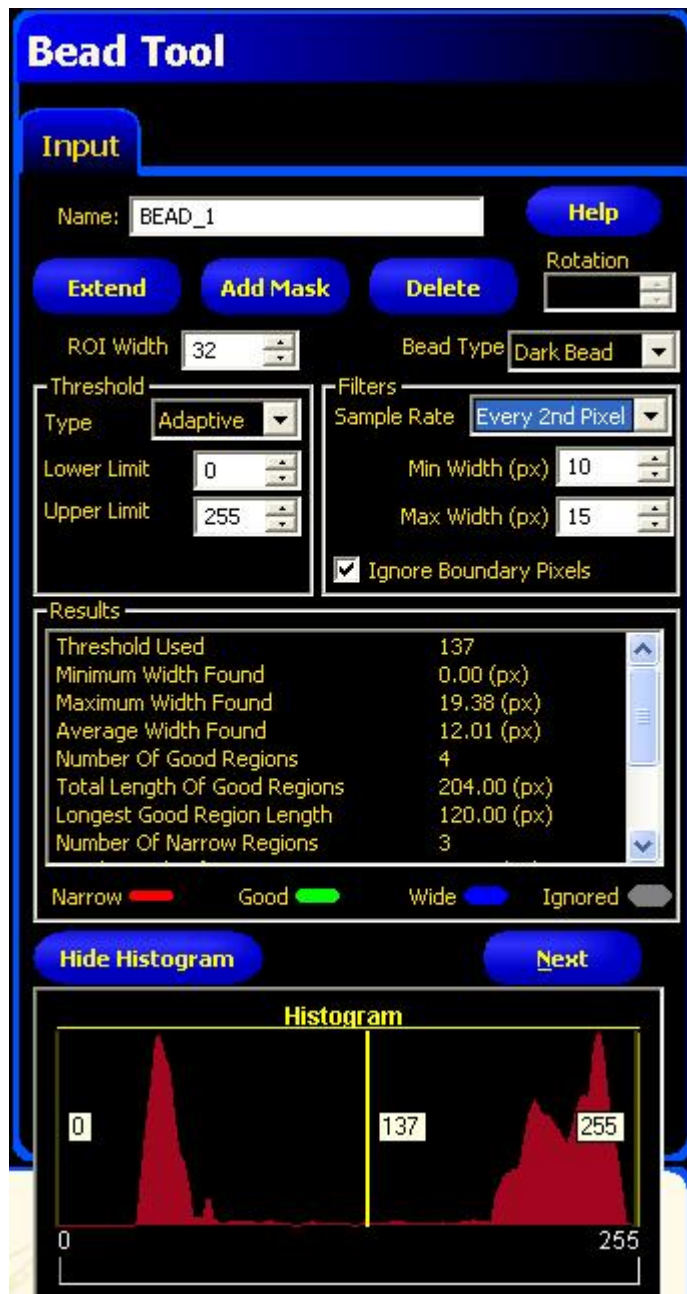 Bead Tool
Input
Name: BEAD_1 Help
Extend Add Mask Delete Rotation
ROI Width 32 Bead Type Dark Bead
Threshold Filters
Type Adaptive Sample Rate Every 2nd Pixel
Lower Limit 0 Min Width (px) 10
Upper Limit 255 Max Width (px) 15
Ignore Boundary Pixels
Results
Threshold Used 137
Minimum Width Found 0.00 (px)
Maximum Width Found 19.38 (px)
Average Width Found 12.01 (px)
Number Of Good Regions 4
Total Length Of Good Regions 204.00 (px)
Longest Good Region Length 120.00 (px)
Number Of Narrow Regions 3
Narrow Good Wide Ignored
Hide Histogram Next
Histogram
0 137 255
0 255